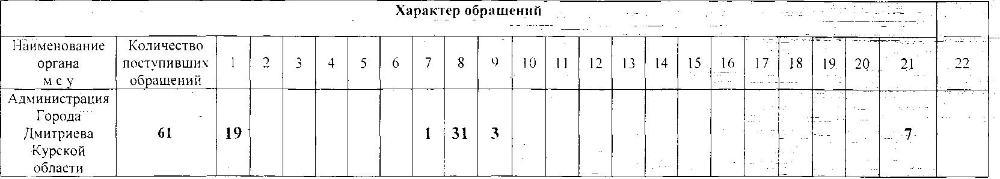 Характер обращений
Наименование
органа
м с у
Количество
поступивших
обращений
1 2 3 4 5 6 7 8 9 10 11 12 13 14 15 16 17 18 19 20 21 22
Администрация
Города
Дмитриева
Курской
области
61 19 1 31 3 7